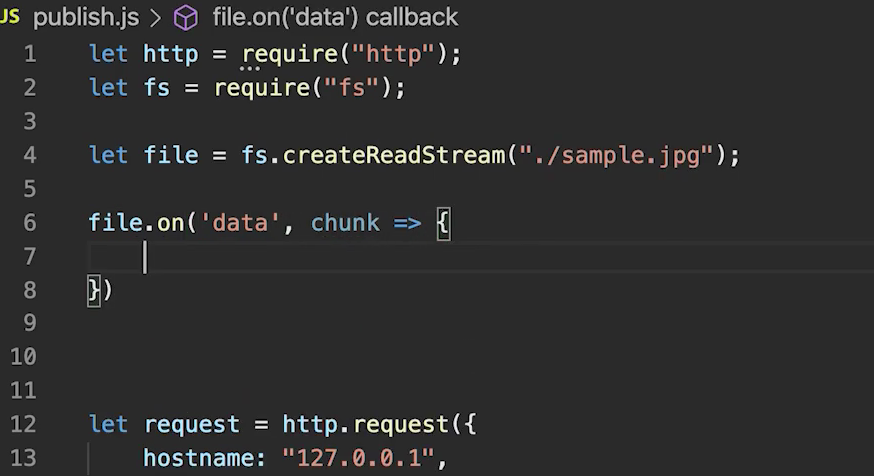 JS publish.js > file.on('data') callback
1 let http = require("http");
2 let fs = require("fs");
3
4 let file = fs.createReadStream("./sample.jpg");
5
6 file.on('data', chunk => {
7
8 })
9
10
11
12 let request = http.request({
13 hostname: "127.0.0.1",